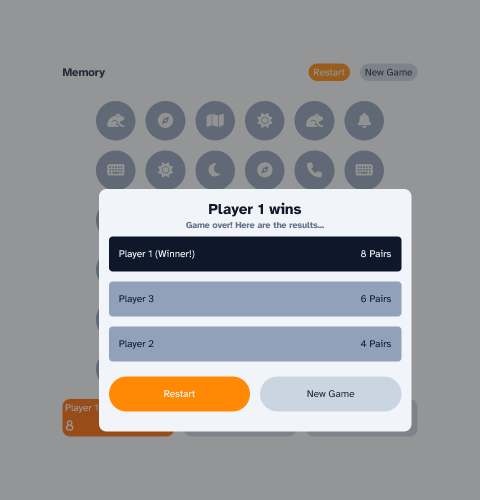 Memory
Restart New Game
Player 1 wins
Game over! Here are the results...
Player 1 (Winner!) 8 Pairs
Player 3 6 Pairs
Player 2 4 Pairs
Restart New Game
Player 1
8